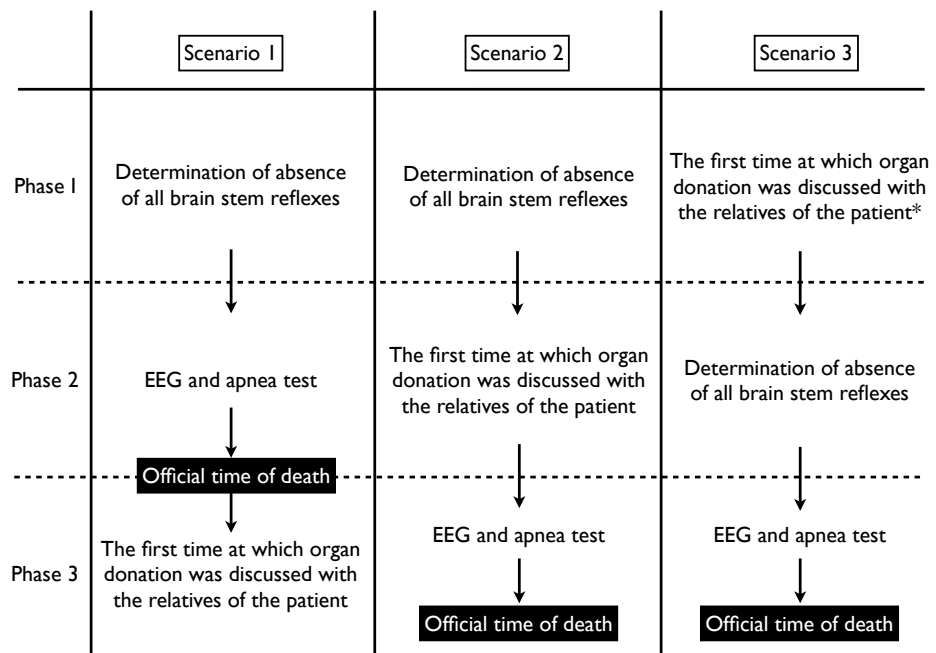 Scenario 1
Scenario 2
Scenario 3
Phase 1
Determination of absence
of all brain stem reflexes
Determination of absence
of all brain stem reflexes
The first time at which organ
donation was discussed with
the relatives of the patient*
Phase 2
EEG and apnea test
Official time of death
The first time at which organ
donation was discussed with
the relatives of the patient
Determination of absence
of all brain stem reflexes
Phase 3
The first time at which organ
donation was discussed with
the relatives of the patient
EEG and apnea test
Official time of death
EEG and apnea test
Official time of death